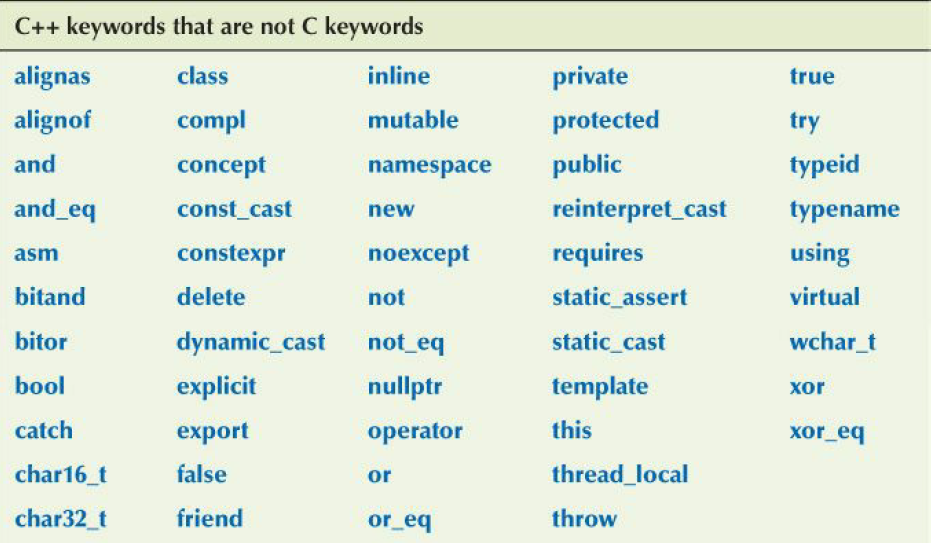 C++ keywords that are not C keywords
alignas class inline private true
alignof compl mutable protected try
and concept namespace public typeid
and_eq const_cast new reinterpret_cast typename
asm constexpr noexcept requires using
bitand delete not static_assert virtual
bitor dynamic_cast not_eq static_cast wchar_t
bool explicit nullptr template xor
catch export operator this xor_eq
char16_t false or thread_local
char32_t friend or_eq throw